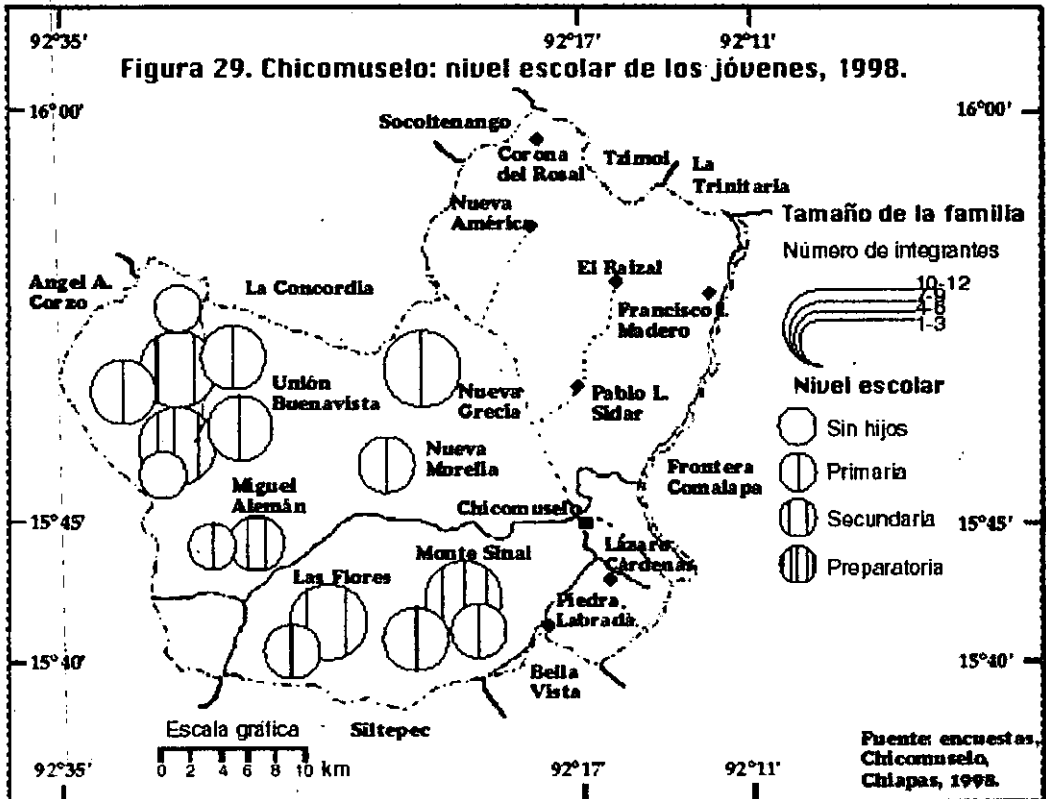 92°35'
92°17'
92°11'
Figura 29. Chicomuselo: nivel escolar de los jóvenes, 1998.
16°00'
16°00'
Socoltenango
Corona
del Rosal
Tzimol
La
Trinitaria
Nueva
América
Tamaño de la familia
Número de integrantes
10-12
7-9
4-6
1-3
Angel A.
Corzo
La Concordia
El Raizal
Francisco I.
Madero
Nivel escolar
Sin hijos
Primaria
Secundaria
Preparatoria
Unión
Buenavista
Nueva
Grecia
Pablo L.
Sidar
Nueva
Morelia
Frontera
Comalapa
Miguel
Alemán
Chicomuselo
15°45'
15°45'
Monte Sinaí
Lázaro
Cárdenas
Las Flores
Piedra
Labrada
15°40'
15°40'
Bella
Vista
Siltepec
Escala gráfica
0 2 4 6 8 10 km
Fuente: encuestas,
Chicomuselo,
Chiapas, 1998.
92°35'
92°17'
92°11'